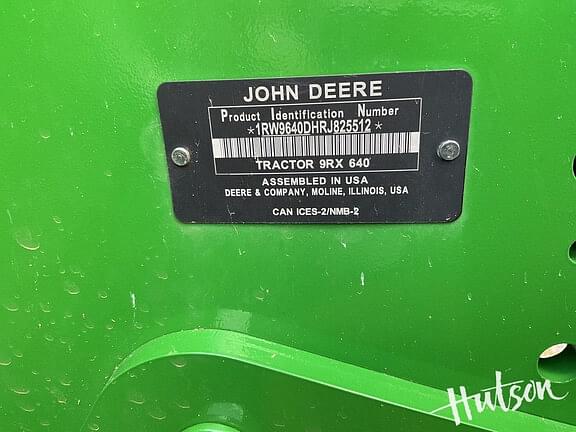 JOHN DEERE
Product Identification Number
*1RW9640DHRJ825512*
TRACTOR 9RX 640
ASSEMBLED IN USA
DEERE & COMPANY, MOLINE, ILLINOIS, USA
CAN ICES-2/NMB-2
Hutson